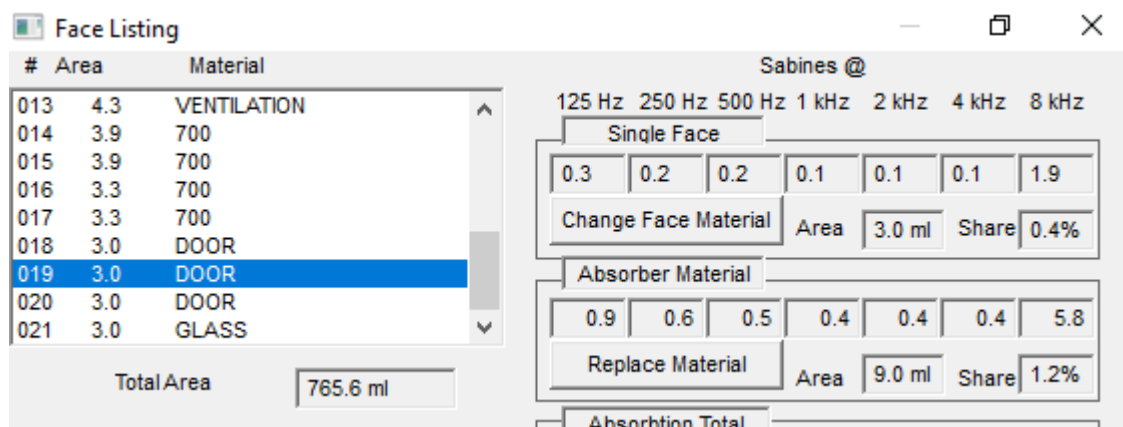 Face Listing
# Area Material
Sabines @
125 Hz 250 Hz 500 Hz 1 kHz 2 kHz 4 kHz 8 kHz
013 4.3 VENTILATION
014 3.9 700
015 3.9 700
016 3.3 700
017 3.3 700
018 3.0 DOOR
019 3.0 DOOR
020 3.0 DOOR
021 3.0 GLASS
Total Area 765.6 ml
Single Face
0.3 0.2 0.2 0.1 0.1 0.1 1.9
Change Face Material Area 3.0 ml Share 0.4%
Absorber Material
0.9 0.6 0.5 0.4 0.4 0.4 5.8
Replace Material Area 9.0 ml Share 1.2%
Absorbtion Total